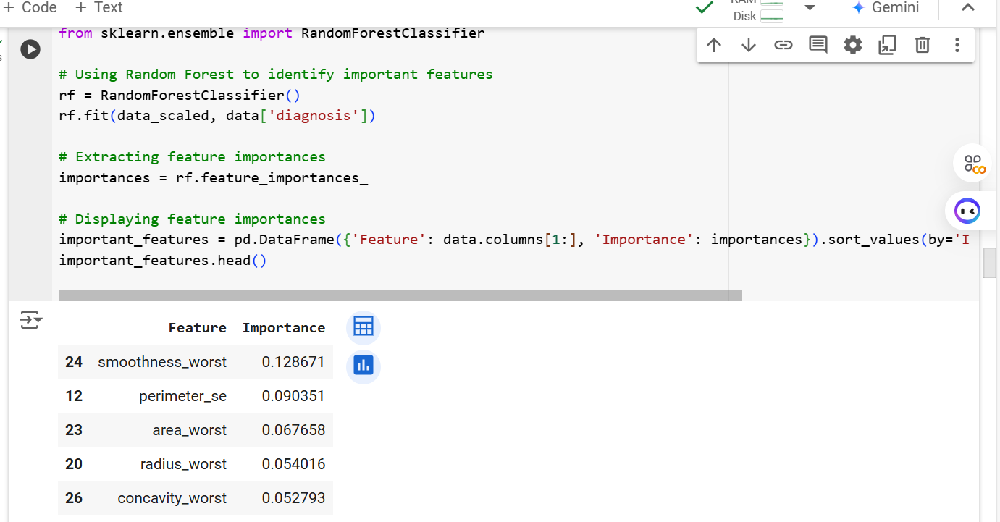 + Code + Text
RAM
Disk
Gemini
from sklearn.ensemble import RandomForestClassifier
# Using Random Forest to identify important features
rf = RandomForestClassifier()
rf.fit(data_scaled, data['diagnosis'])
# Extracting feature importances
importances = rf.feature_importances_
# Displaying feature importances
important_features = pd.DataFrame({'Feature': data.columns[1:], 'Importance': importances}).sort_values(by='I
important_features.head()
Feature Importance
24 smoothness_worst 0.128671
12 perimeter_se 0.090351
23 area_worst 0.067658
20 radius_worst 0.054016
26 concavity_worst 0.052793